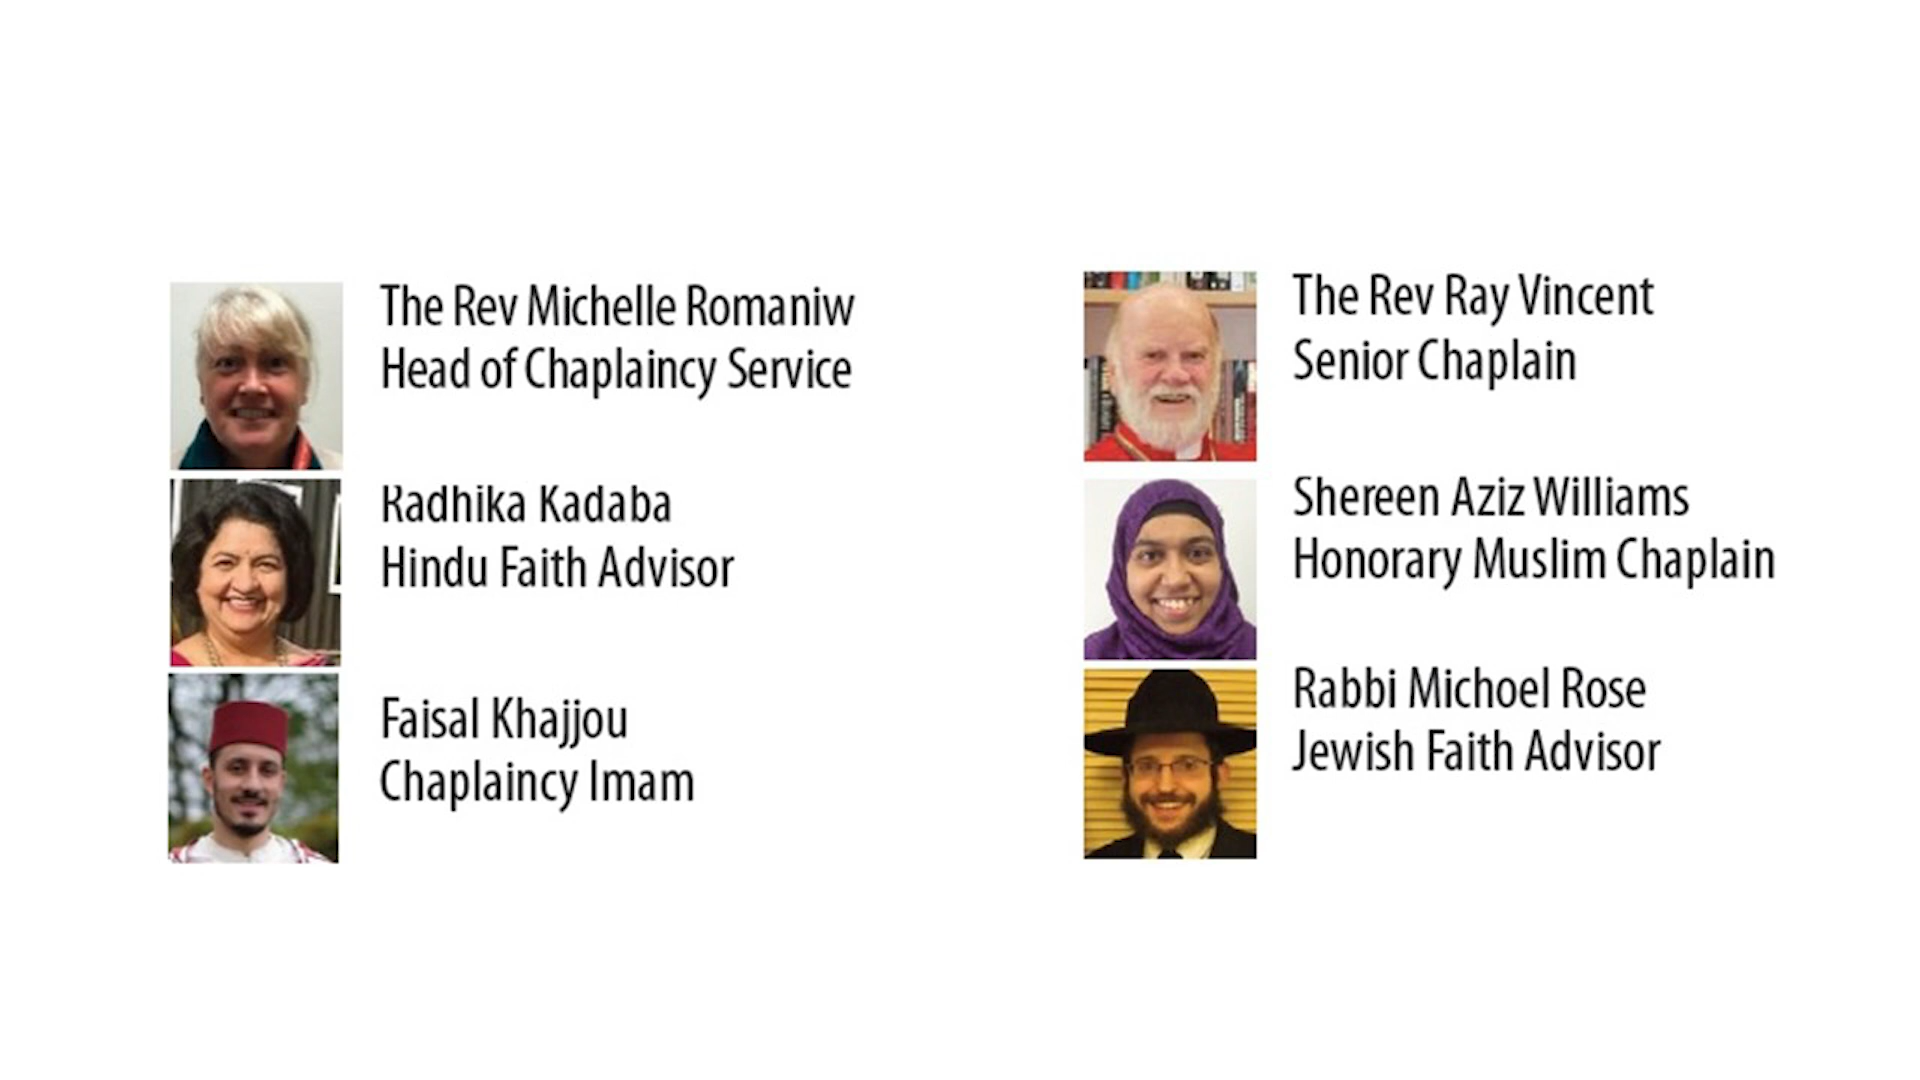 The Rev Michelle Romaniw
Head of Chaplaincy Service
Radhika Kadaba
Hindu Faith Advisor
Faisal Khajjou
Chaplaincy Imam
The Rev Ray Vincent
Senior Chaplain
Shereen Aziz Williams
Honorary Muslim Chaplain
Rabbi Michoel Rose
Jewish Faith Advisor